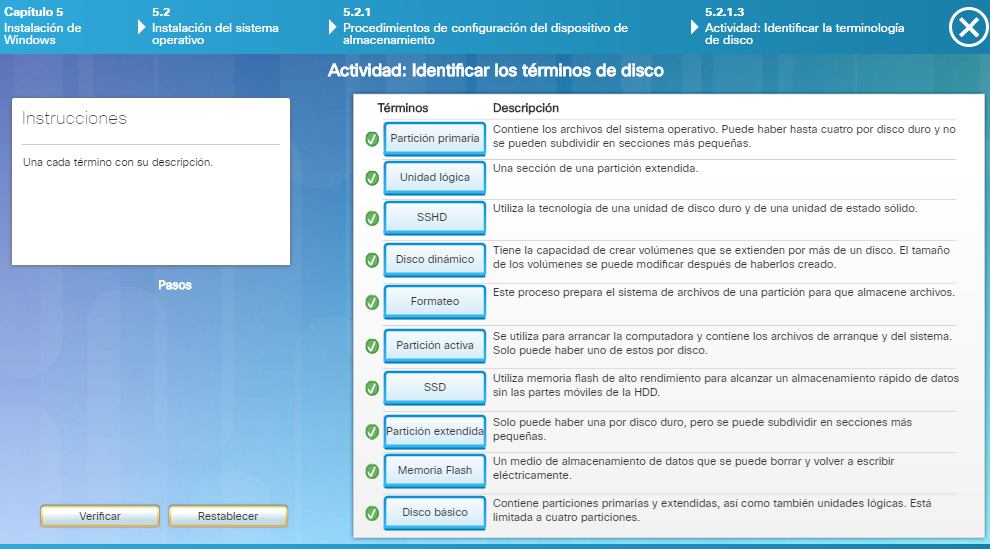 Capítulo 5
Instalación de
Windows
5.2
Instalación del sistema
operativo
5.2.1
Procedimientos de configuración del dispositivo de
almacenamiento
5.2.1.3
Actividad: Identificar la terminología
de disco
Actividad: Identificar los términos de disco
Instrucciones
Una cada término con su descripción.
Pasos
Verificar
Restablecer
Términos
Descripción
Partición primaria
Contiene los archivos del sistema operativo. Puede haber hasta cuatro por disco duro y no
se pueden subdividir en secciones más pequeñas.
Unidad lógica
Una sección de una partición extendida.
SSHD
Utiliza la tecnología de una unidad de disco duro y de una unidad de estado sólido.
Disco dinámico
Tiene la capacidad de crear volúmenes que se extienden por más de un disco. El tamaño
de los volúmenes se puede modificar después de haberlos creado.
Formateo
Este proceso prepara el sistema de archivos de una partición para que almacene archivos.
Partición activa
Se utiliza para arrancar la computadora y contiene los archivos de arranque y del sistema.
Solo puede haber uno de estos por disco.
SSD
Utiliza memoria flash de alto rendimiento para alcanzar un almacenamiento rápido de datos
sin las partes móviles de la HDD.
Partición extendida
Solo puede haber una por disco duro, pero se puede subdividir en secciones más
pequeñas.
Memoria Flash
Un medio de almacenamiento de datos que se puede borrar y volver a escribir
eléctricamente.
Disco básico
Contiene particiones primarias y extendidas, así como también unidades lógicas. Está
limitada a cuatro particiones.